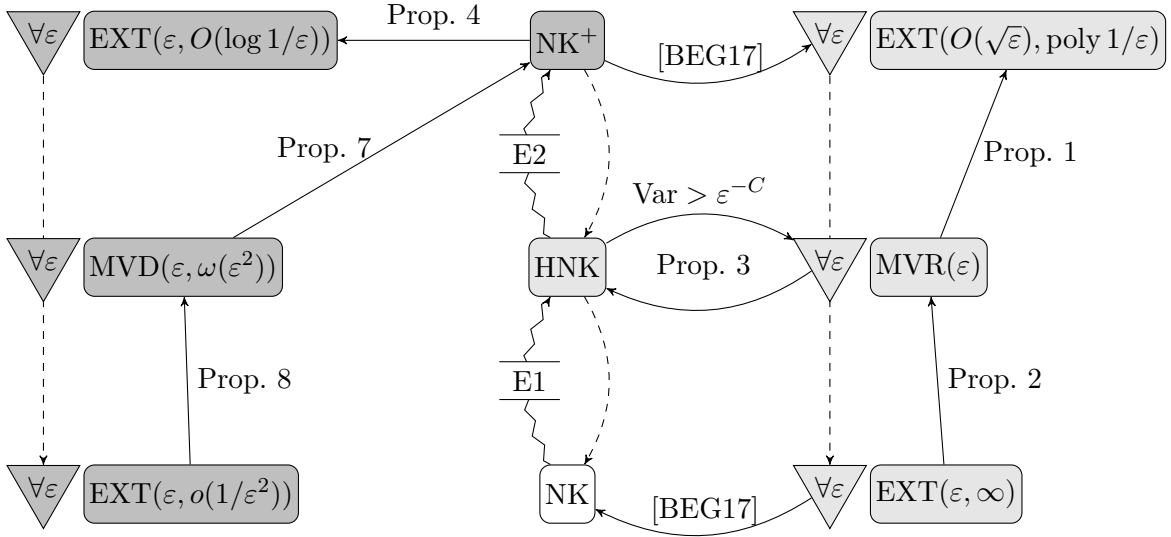 ∀ε EXT(ε, O(log 1/ε))
Prop. 4
NK⁺
[BEG17]
∀ε EXT(O(√ε), poly 1/ε)
Prop. 7
E2
Prop. 1
Var > ε^{−C}
∀ε MVD(ε, ω(ε²))
HNK
Prop. 3
∀ε MVR(ε)
Prop. 8
E1
Prop. 2
∀ε EXT(ε, o(1/ε²))
NK
[BEG17]
∀ε EXT(ε, ∞)